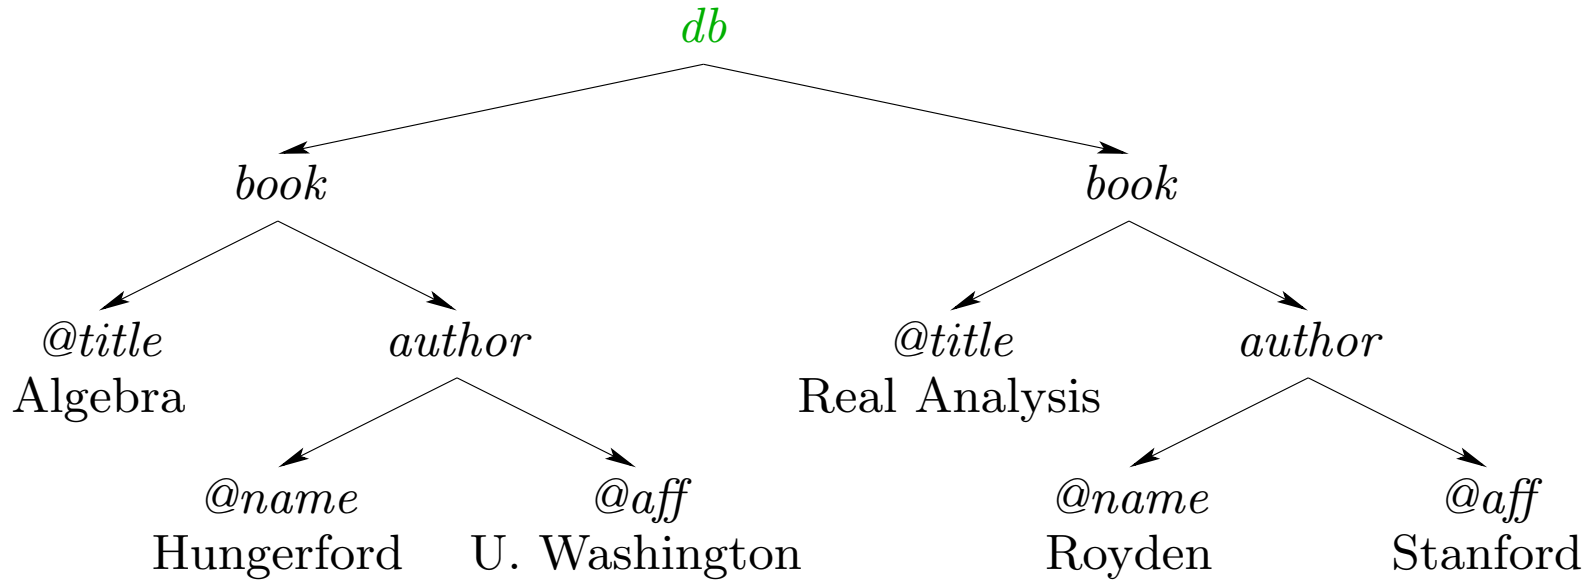 db
book book
@title author @title author
Algebra Real Analysis
@name @aff @name @aff
Hungerford U. Washington Royden Stanford